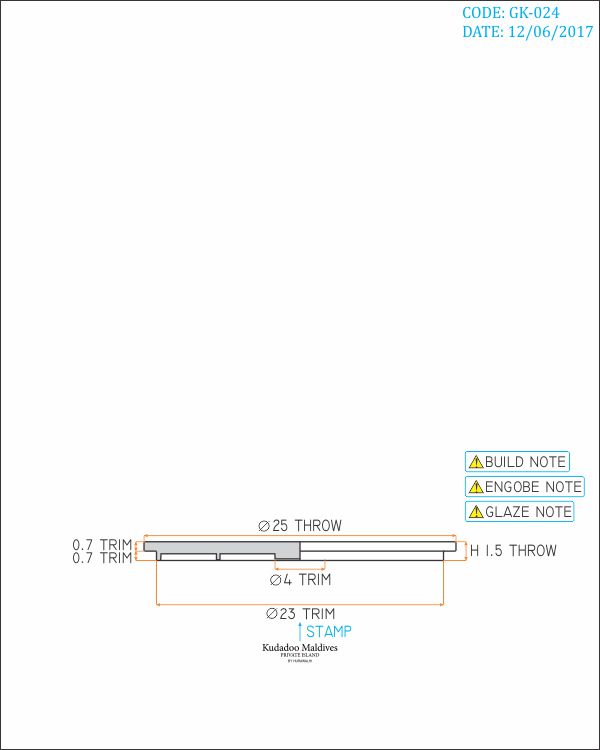 CODE: GK-024
DATE: 12/06/2017
BUILD NOTE
ENGOBE NOTE
GLAZE NOTE
∅25 THROW
0.7 TRIM
0.7 TRIM
H 1.5 THROW
∅4 TRIM
∅23 TRIM
STAMP
Kudadoo Maldives
PRIVATE ISLAND
BY HURAWALHI